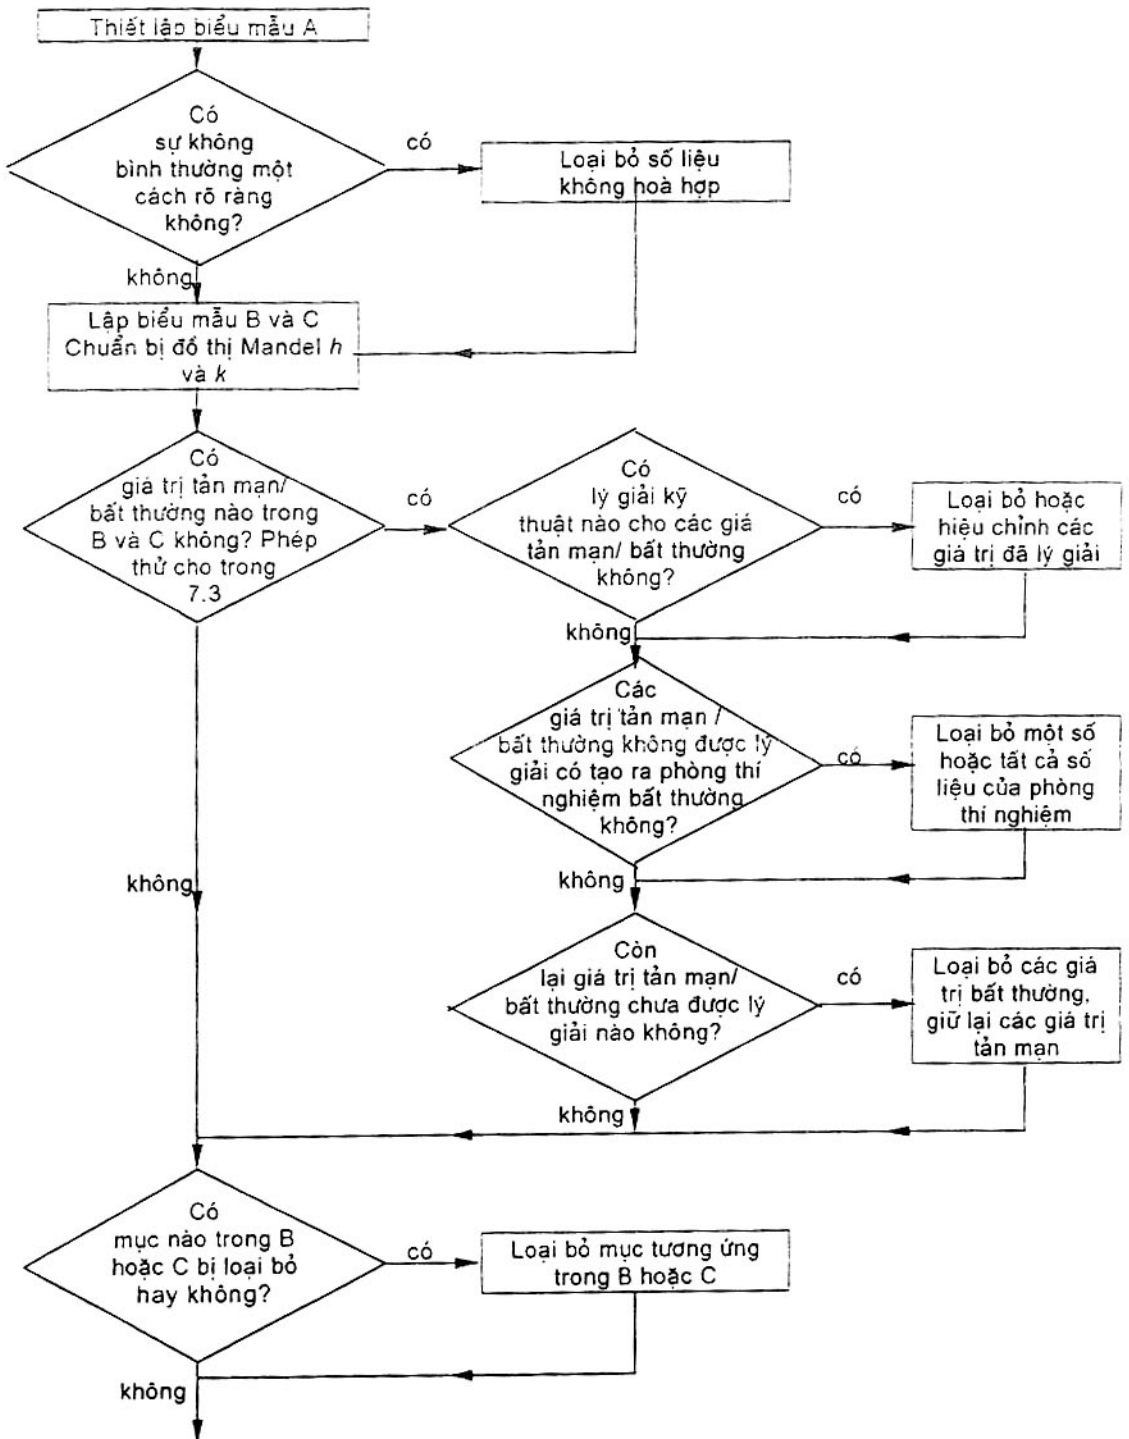 Thiết lập biểu mẫu A
Có
sự không
bình thường một
cách rõ ràng
không?
có
Loại bỏ số liệu
không hoà hợp
không
Lập biểu mẫu B và C
Chuẩn bị đồ thị Mandel h
và k
Có
giá trị tản mạn/
bất thường nào trong
B và C không? Phép
thử cho trong
7.3
có
Có
lý giải kỹ
thuật nào cho các giá
tản mạn/ bất thường
không?
có
Loại bỏ hoặc
hiệu chỉnh các
giá trị đã lý giải
không
Các
giá trị tản mạn /
bất thường không được lý
giải có tạo ra phòng thí
nghiệm bất thường
không?
có
Loại bỏ một số
hoặc tất cả số
liệu của phòng
thí nghiệm
không
không
Còn
lại giá trị tản mạn/
bất thường chưa được lý
giải nào không?
có
Loại bỏ các giá
trị bất thường,
giữ lại các giá trị
tản mạn
không
Có
mục nào trong B
hoặc C bị loại bỏ
hay không?
có
Loại bỏ mục tương ứng
trong B hoặc C
không